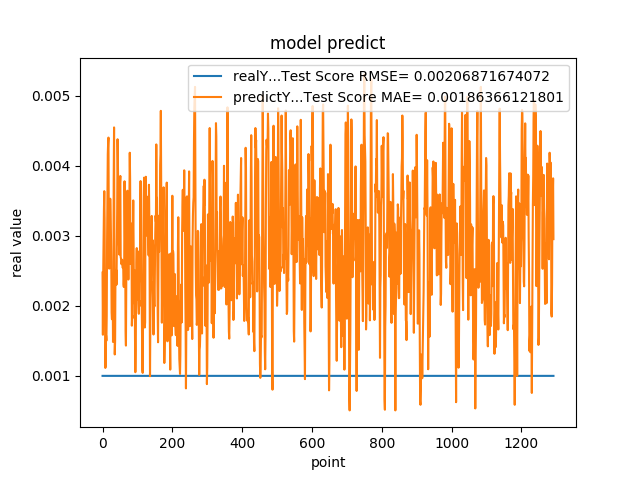 model predict
realY...Test Score RMSE= 0.00206871674072
predictY...Test Score MAE= 0.00186366121801
real value
0.005
0.004
0.003
0.002
0.001
0 200 400 600 800 1000 1200
point